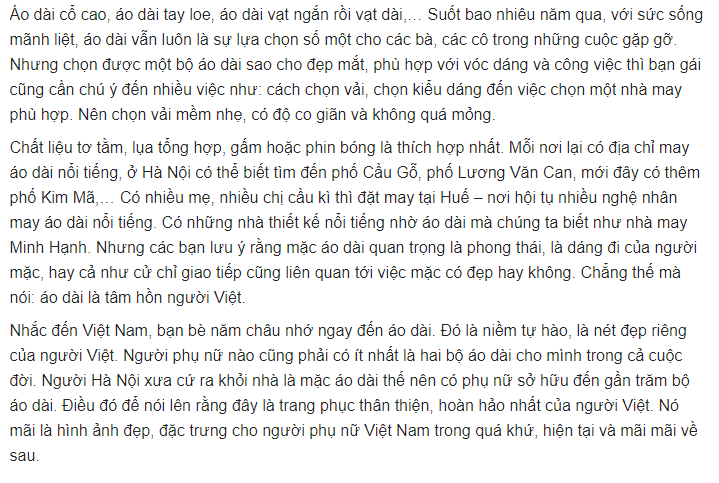 Áo dài cổ cao, áo dài tay loe, áo dài vạt ngắn rồi vạt dài,… Suốt bao nhiêu năm qua, với sức sống
mãnh liệt, áo dài vẫn luôn là sự lựa chọn số một cho các bà, các cô trong những cuộc gặp gỡ.
Nhưng chọn được một bộ áo dài sao cho đẹp mắt, phù hợp với vóc dáng và công việc thì bạn gái
cũng cần chú ý đến nhiều việc như: cách chọn vải, chọn kiểu dáng đến việc chọn một nhà may
phù hợp. Nên chọn vải mềm nhẹ, có độ co giãn và không quá mỏng.
Chất liệu tơ tằm, lụa tổng hợp, gấm hoặc phin bóng là thích hợp nhất. Mỗi nơi lại có địa chỉ may
áo dài nổi tiếng, ở Hà Nội có thể biết tìm đến phố Cầu Gỗ, phố Lương Văn Can, mới đây có thêm
phố Kim Mã,… Có nhiều mẹ, nhiều chị cầu kì thì đặt may tại Huế – nơi hội tụ nhiều nghệ nhân
may áo dài nổi tiếng. Có những nhà thiết kế nổi tiếng nhờ áo dài mà chúng ta biết như nhà may
Minh Hạnh. Nhưng các bạn lưu ý rằng mặc áo dài quan trọng là phong thái, là dáng đi của người
mặc, hay cả như cử chỉ giao tiếp cũng liên quan tới việc mặc có đẹp hay không. Chẳng thế mà
nói: áo dài là tâm hồn người Việt.
Nhắc đến Việt Nam, bạn bè năm châu nhớ ngay đến áo dài. Đó là niềm tự hào, là nét đẹp riêng
của người Việt. Người phụ nữ nào cũng phải có ít nhất là hai bộ áo dài cho mình trong cả cuộc
đời. Người Hà Nội xưa cứ ra khỏi nhà là mặc áo dài thế nên có phụ nữ sở hữu đến gần trăm bộ
áo dài. Điều đó để nói lên rằng đây là trang phục thân thiện, hoàn hảo nhất của người Việt. Nó
mãi là hình ảnh đẹp, đặc trưng cho người phụ nữ Việt Nam trong quá khứ, hiện tại và mãi mãi về
sau.